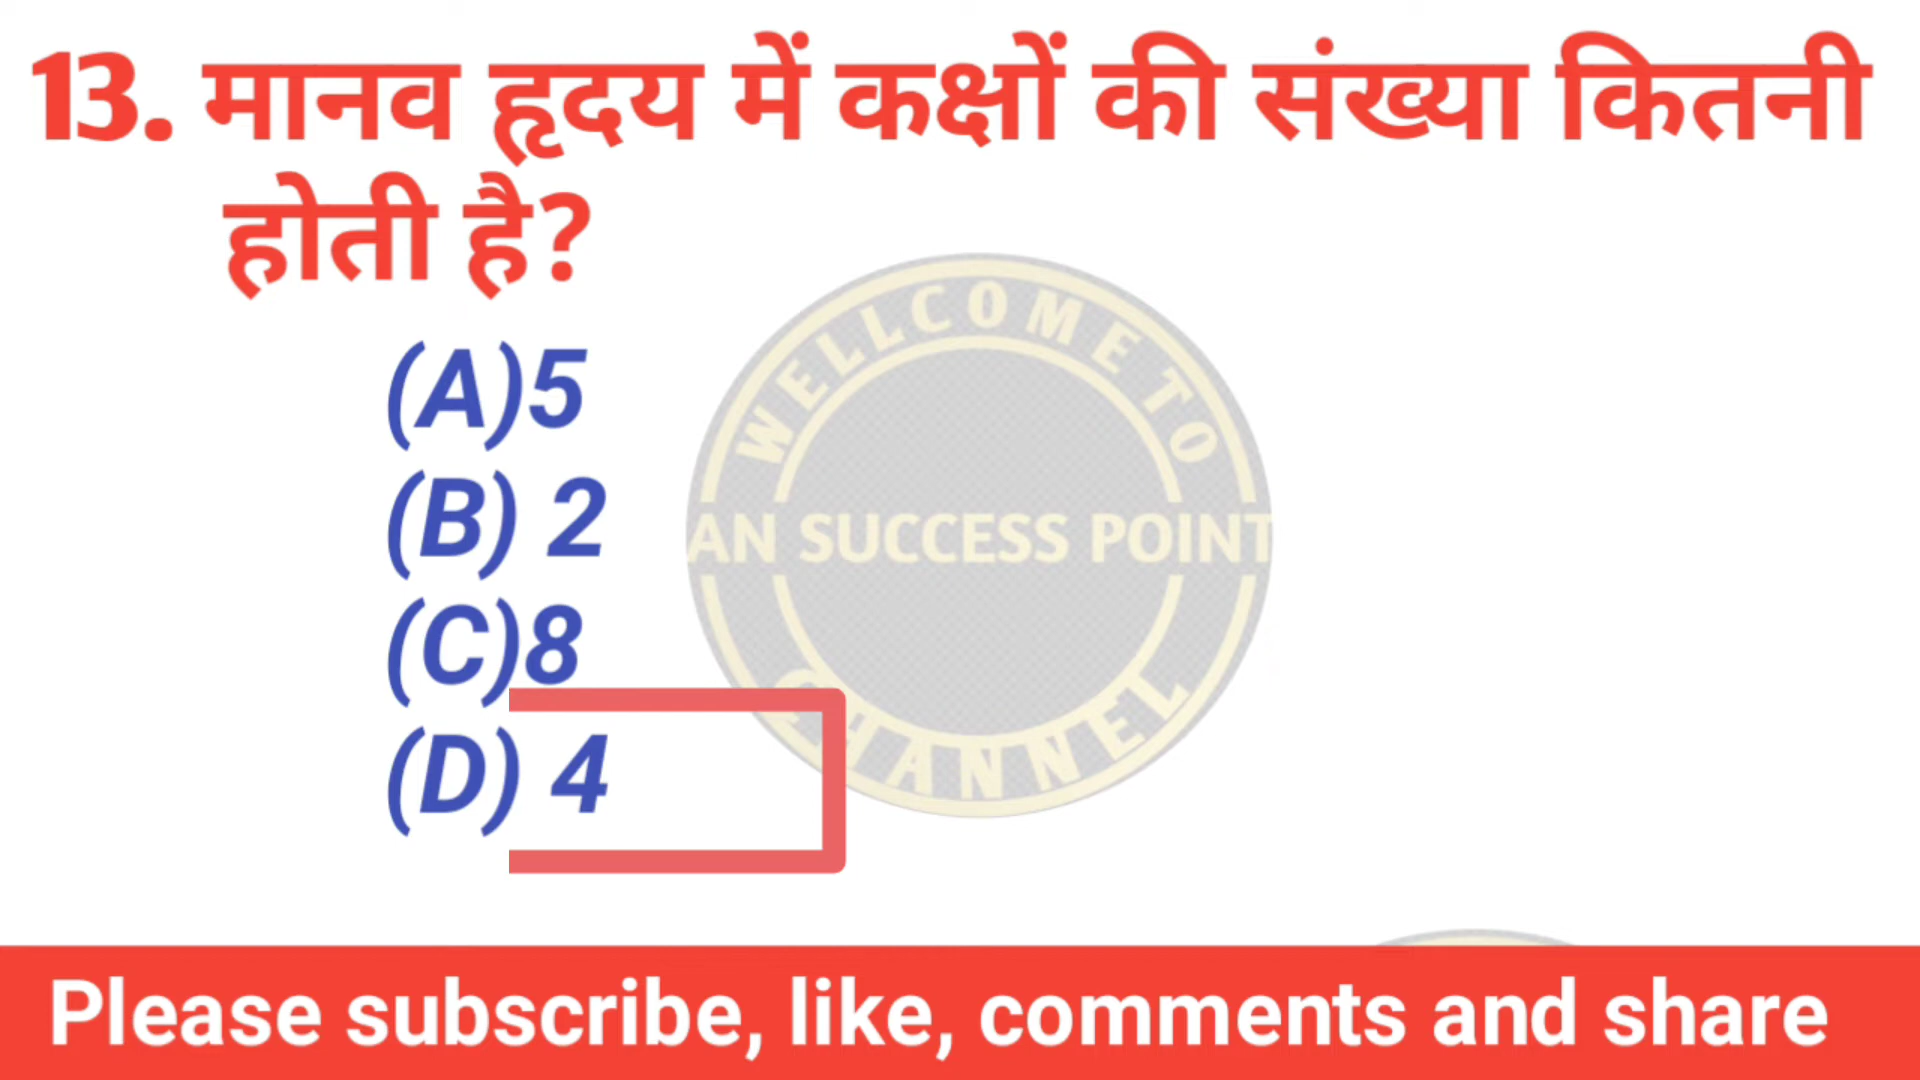 13. मानव हृदय में कक्षों की संख्या कितनी
होती है?
(A)5
(B) 2
(C)8
(D) 4
WELLCOME TO
AN SUCCESS POINT
CHANNEL
Please subscribe, like, comments and share